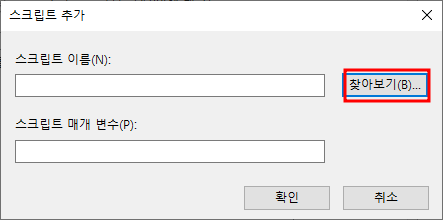 스크립트 추가
스크립트 이름(N):
찾아보기(B)...
스크립트 매개 변수(P):
확인
취소